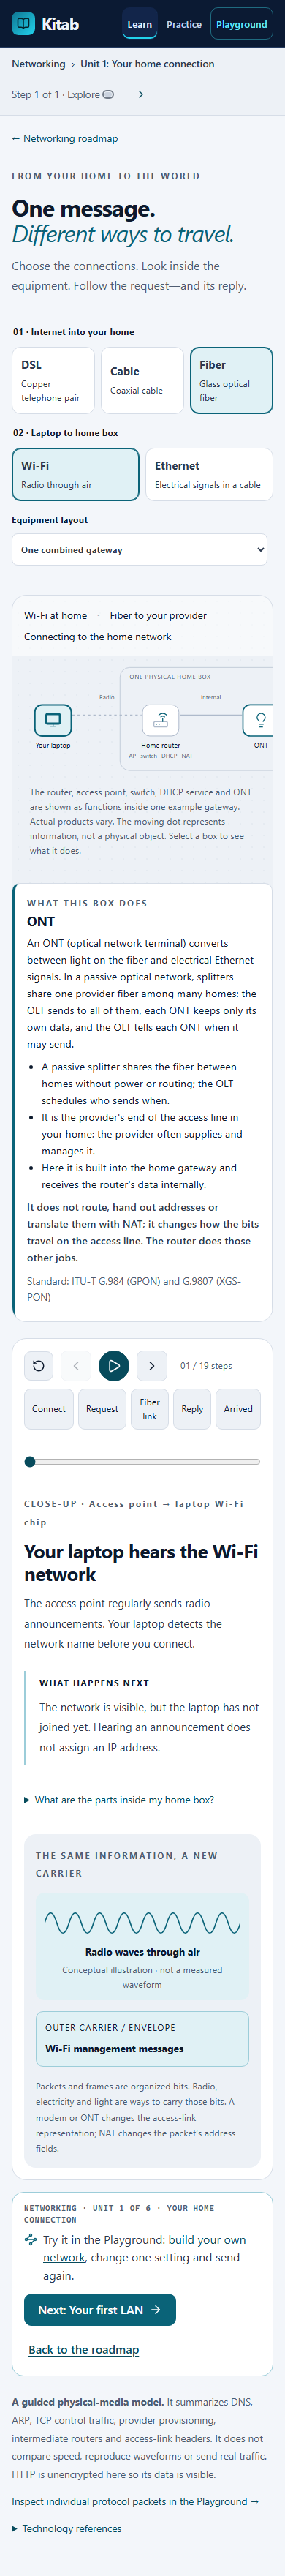 Kitab
Learn
Practice
Playground
Networking › Unit 1: Your home connection
Step 1 of 1 · Explore
← Networking roadmap
FROM YOUR HOME TO THE WORLD
One message.
Different ways to travel.
Choose the connections. Look inside the
equipment. Follow the request—and its reply.
01 · Internet into your home
DSL
Copper
telephone pair
Cable
Coaxial cable
Fiber
Glass optical
fiber
02 · Laptop to home box
Wi-Fi
Radio through air
Ethernet
Electrical signals in a cable
Equipment layout
One combined gateway
Wi-Fi at home · Fiber to your provider
Connecting to the home network
ONE PHYSICAL HOME BOX
Radio
Internal
Your laptop
Home router
ONT
AP · switch · DHCP · NAT
The router, access point, switch, DHCP service and ONT
are shown as functions inside one example gateway.
Actual products vary. The moving dot represents
information, not a physical object. Select a box to see
what it does.
WHAT THIS BOX DOES
ONT
An ONT (optical network terminal) converts
between light on the fiber and electrical Ethernet
signals. In a passive optical network, splitters
share one provider fiber among many homes: the
OLT sends to all of them, each ONT keeps only its
own data, and the OLT tells each ONT when it
may send.
• A passive splitter shares the fiber between
homes without power or routing; the OLT
schedules who sends when.
• It is the provider's end of the access line in
your home; the provider often supplies and
manages it.
• Here it is built into the home gateway and
receives the router's data internally.
It does not route, hand out addresses or
translate them with NAT; it changes how the bits
travel on the access line. The router does those
other jobs.
Standard: ITU-T G.984 (GPON) and G.9807 (XGS-
PON)
01 / 19 steps
Connect
Request
Fiber
link
Reply
Arrived
CLOSE-UP · Access point → laptop Wi-Fi
chip
Your laptop hears the Wi-Fi
network
The access point regularly sends radio
announcements. Your laptop detects the
network name before you connect.
WHAT HAPPENS NEXT
The network is visible, but the laptop has not
joined yet. Hearing an announcement does
not assign an IP address.
▶ What are the parts inside my home box?
THE SAME INFORMATION, A NEW
CARRIER
Radio waves through air
Conceptual illustration · not a measured
waveform
OUTER CARRIER / ENVELOPE
Wi-Fi management messages
Packets and frames are organized bits. Radio,
electricity and light are ways to carry those bits. A
modem or ONT changes the access-link
representation; NAT changes the packet's address
fields.
NETWORKING · UNIT 1 OF 6 · YOUR HOME
CONNECTION
Try it in the Playground: build your own
network, change one setting and send
again.
Next: Your first LAN →
Back to the roadmap
A guided physical-media model. It summarizes DNS,
ARP, TCP control traffic, provider provisioning,
intermediate routers and access-link headers. It does not
compare speed, reproduce waveforms or send real traffic.
HTTP is unencrypted here so its data is visible.
Inspect individual protocol packets in the Playground →
▶ Technology references